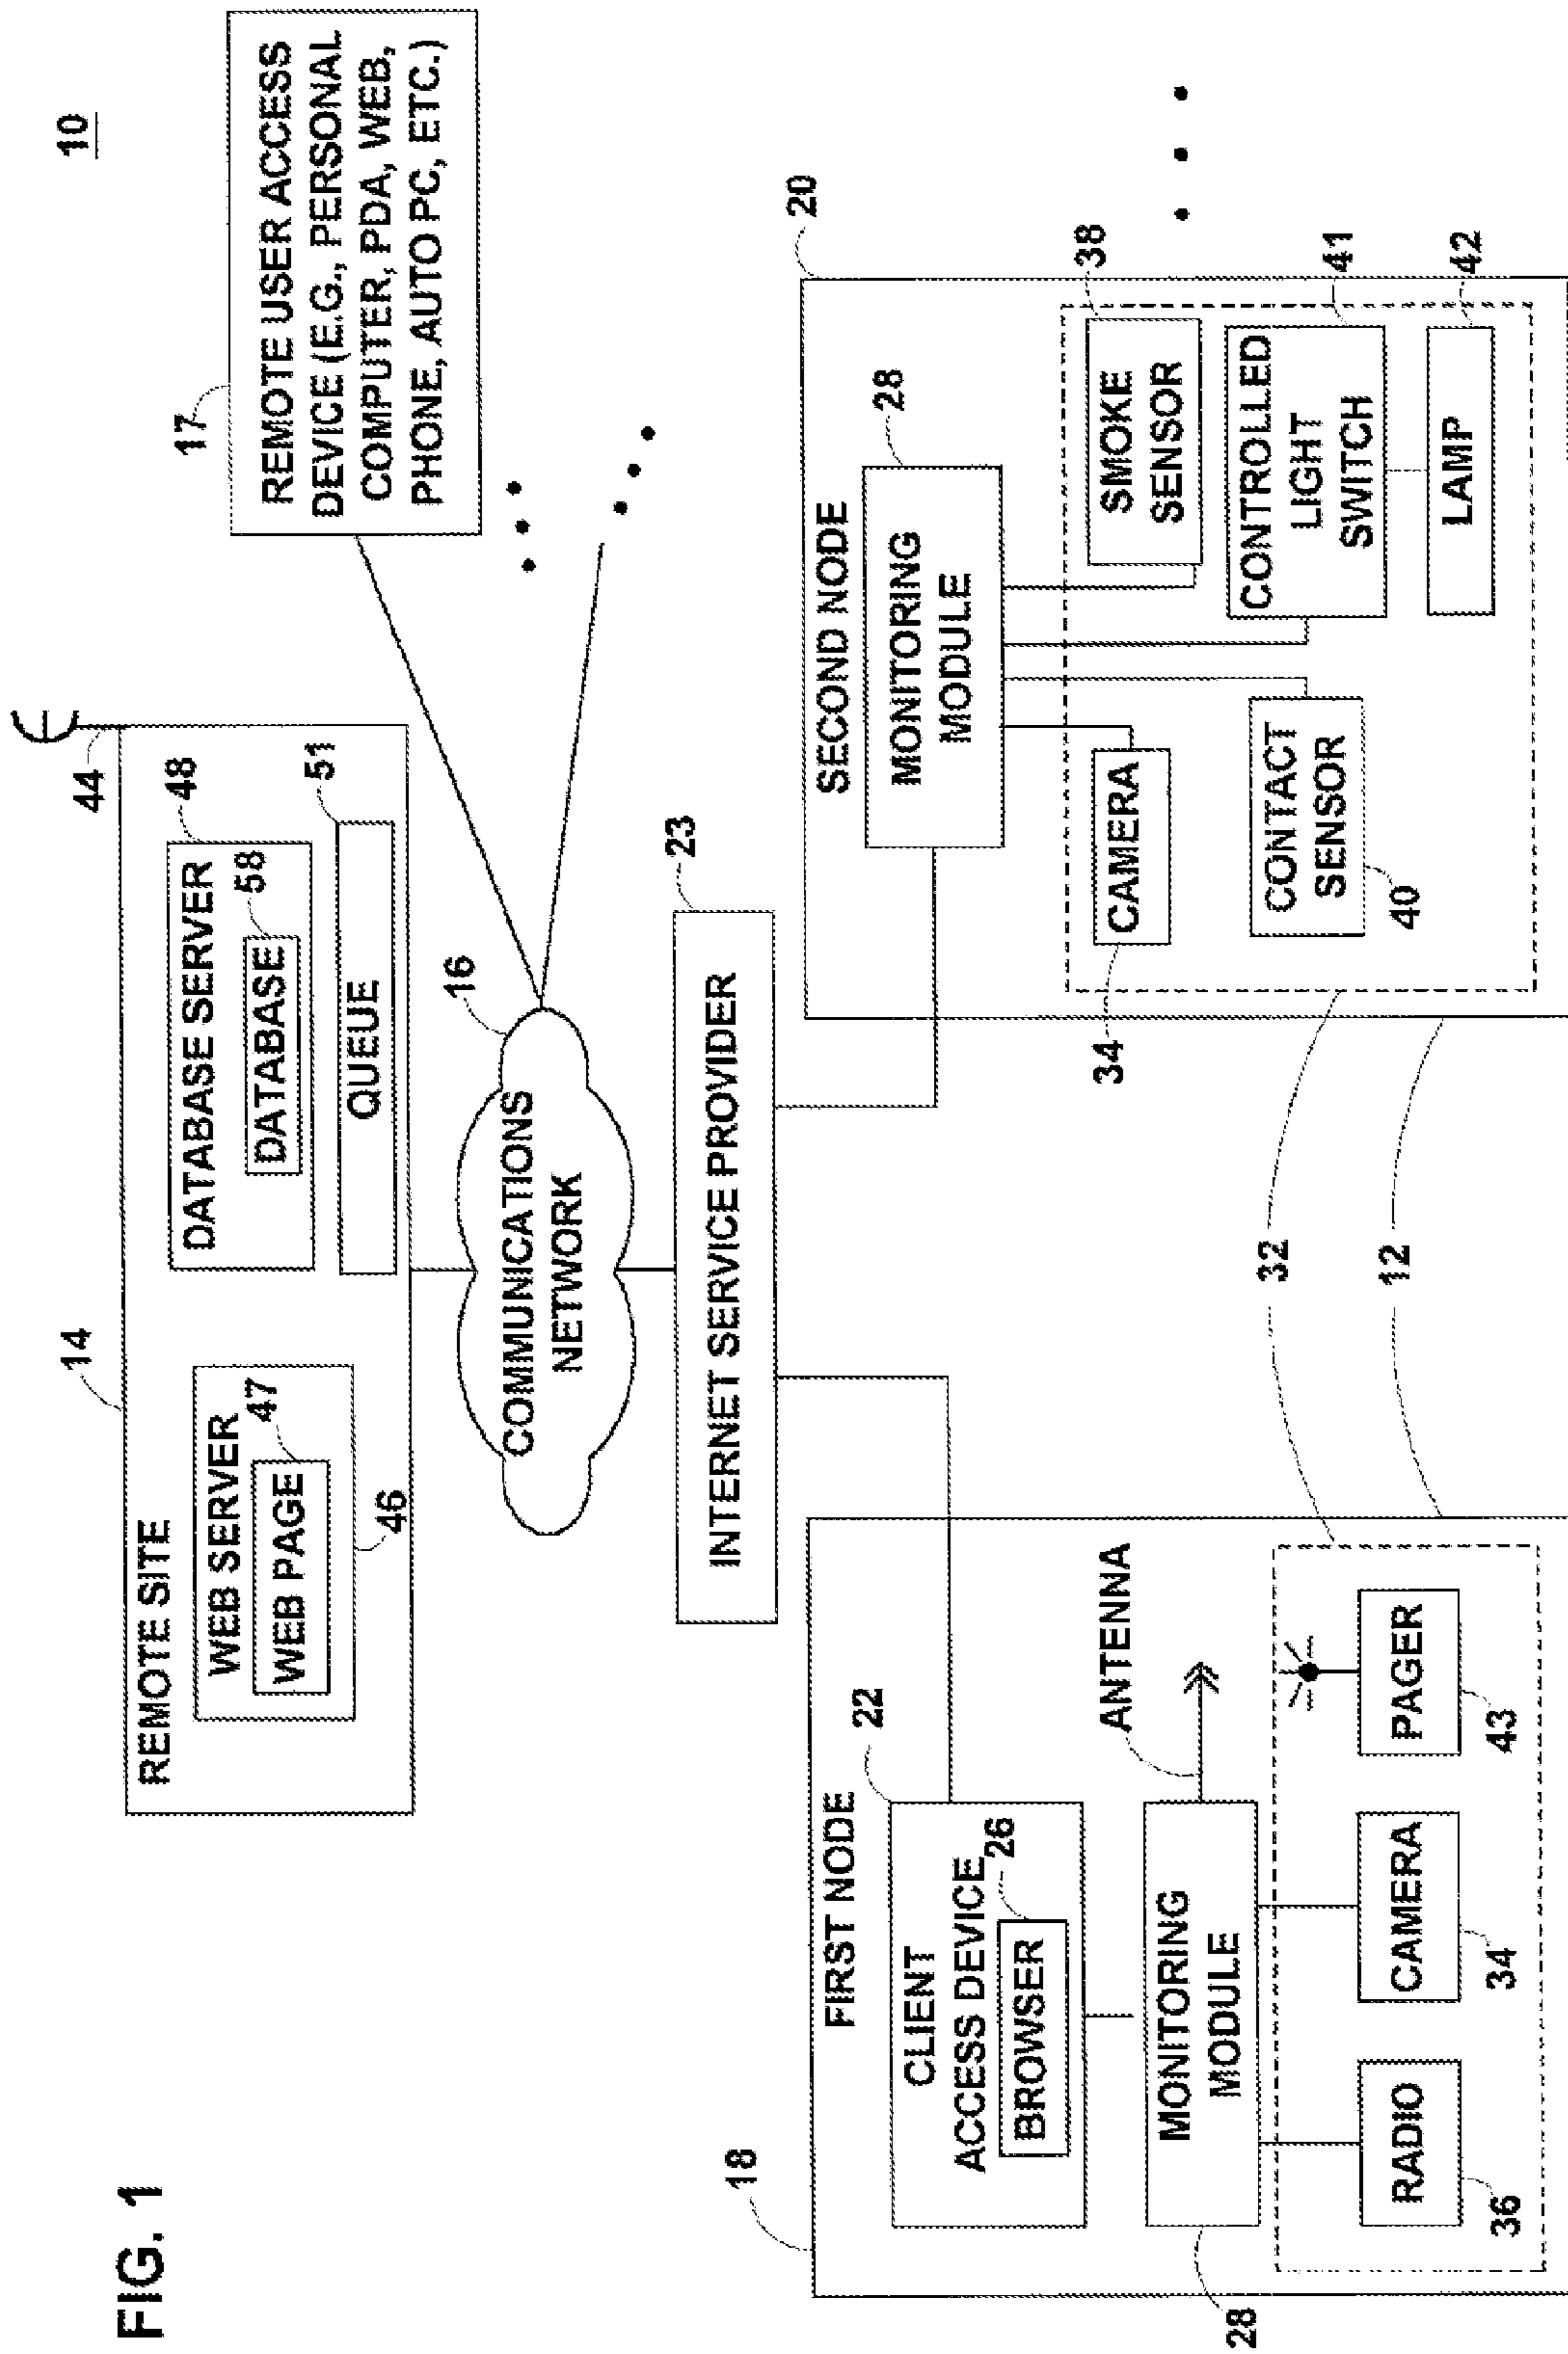 FIG. 1
10
14
REMOTE SITE
WEB SERVER
47
WEB PAGE
46
44
DATABASE SERVER
48
58
DATABASE
51
QUEUE
17
REMOTE USER ACCESS
DEVICE (E.G., PERSONAL
COMPUTER, PDA, WEB,
PHONE, AUTO PC, ETC.)
16
COMMUNICATIONS
NETWORK
23
INTERNET SERVICE PROVIDER
18
FIRST NODE
22
CLIENT
ACCESS DEVICE
26
BROWSER
ANTENNA
MONITORING
MODULE
28
RADIO
36
CAMERA
34
PAGER
43
32
12
20
SECOND NODE
28
MONITORING
MODULE
CAMERA
34
SMOKE
SENSOR
38
CONTACT
SENSOR
40
CONTROLLED
LIGHT
SWITCH
41
LAMP
42